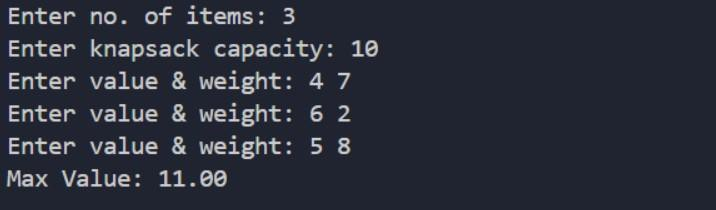 Enter no. of items: 3
Enter knapsack capacity: 10
Enter value & weight: 4 7
Enter value & weight: 6 2
Enter value & weight: 5 8
Max Value: 11.00